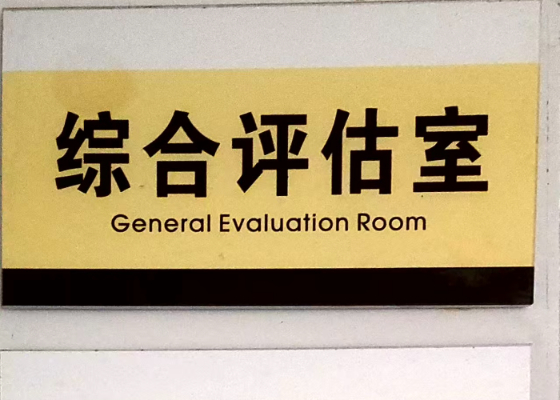 综合评估室
General Evaluation Room